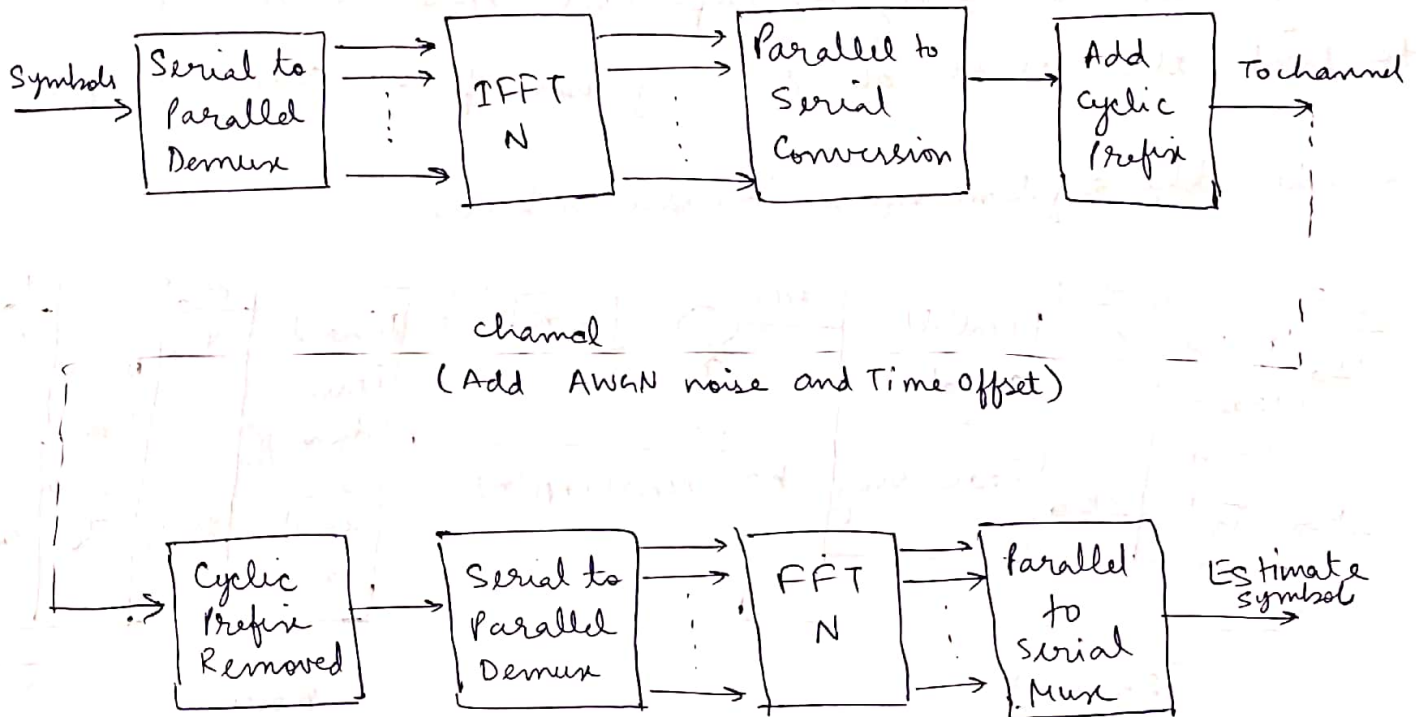 Symbols
Serial to
Parallel
Demux
IFFT
N
Parallel to
Serial
Conversion
Add
Cyclic
Prefix
To channel
channel
(Add AWGN noise and Time Offset)
Cyclic
Prefix
Removed
Serial to
Parallel
Demux
FFT
N
Parallel
to
Serial
Mux
Estimate
symbols